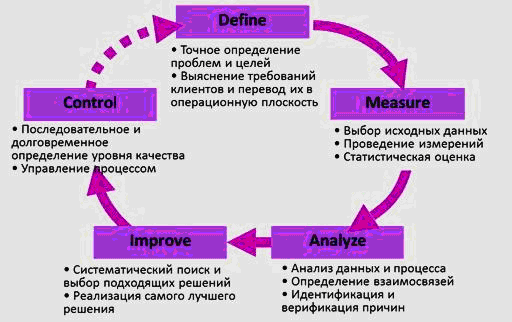 Define
• Точное определение
проблем и целей
• Выяснение требований
клиентов и перевод их в
операционную плоскость
Measure
• Выбор исходных данных
• Проведение измерений
• Статистическая оценка
Analyze
• Анализ данных и процесса
• Определение взаимосвязей
• Идентификация и
верификация причин
Improve
• Систематический поиск и
выбор подходящих решений
• Реализация самого лучшего
решения
Control
• Последовательное и
долговременное
определение уровня качества
• Управление процессом